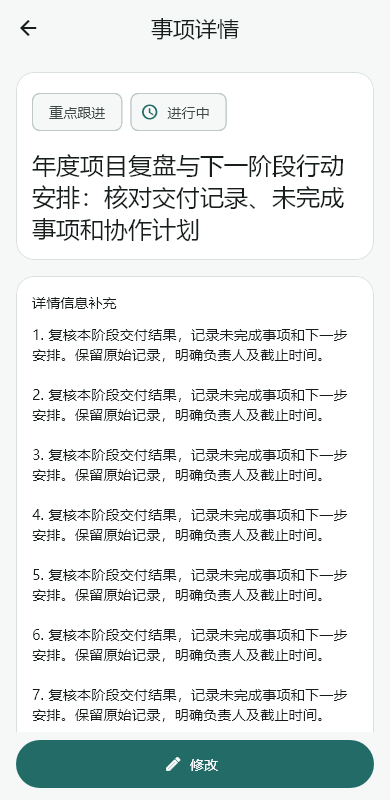 事项详情
重点跟进
进行中
年度项目复盘与下一阶段行动
安排：核对交付记录、未完成
事项和协作计划
详情信息补充
1. 复核本阶段交付结果，记录未完成事项和下一步
安排。保留原始记录，明确负责人及截止时间。
2. 复核本阶段交付结果，记录未完成事项和下一步
安排。保留原始记录，明确负责人及截止时间。
3. 复核本阶段交付结果，记录未完成事项和下一步
安排。保留原始记录，明确负责人及截止时间。
4. 复核本阶段交付结果，记录未完成事项和下一步
安排。保留原始记录，明确负责人及截止时间。
5. 复核本阶段交付结果，记录未完成事项和下一步
安排。保留原始记录，明确负责人及截止时间。
6. 复核本阶段交付结果，记录未完成事项和下一步
安排。保留原始记录，明确负责人及截止时间。
7. 复核本阶段交付结果，记录未完成事项和下一步
安排。保留原始记录，明确负责人及截止时间。
修改